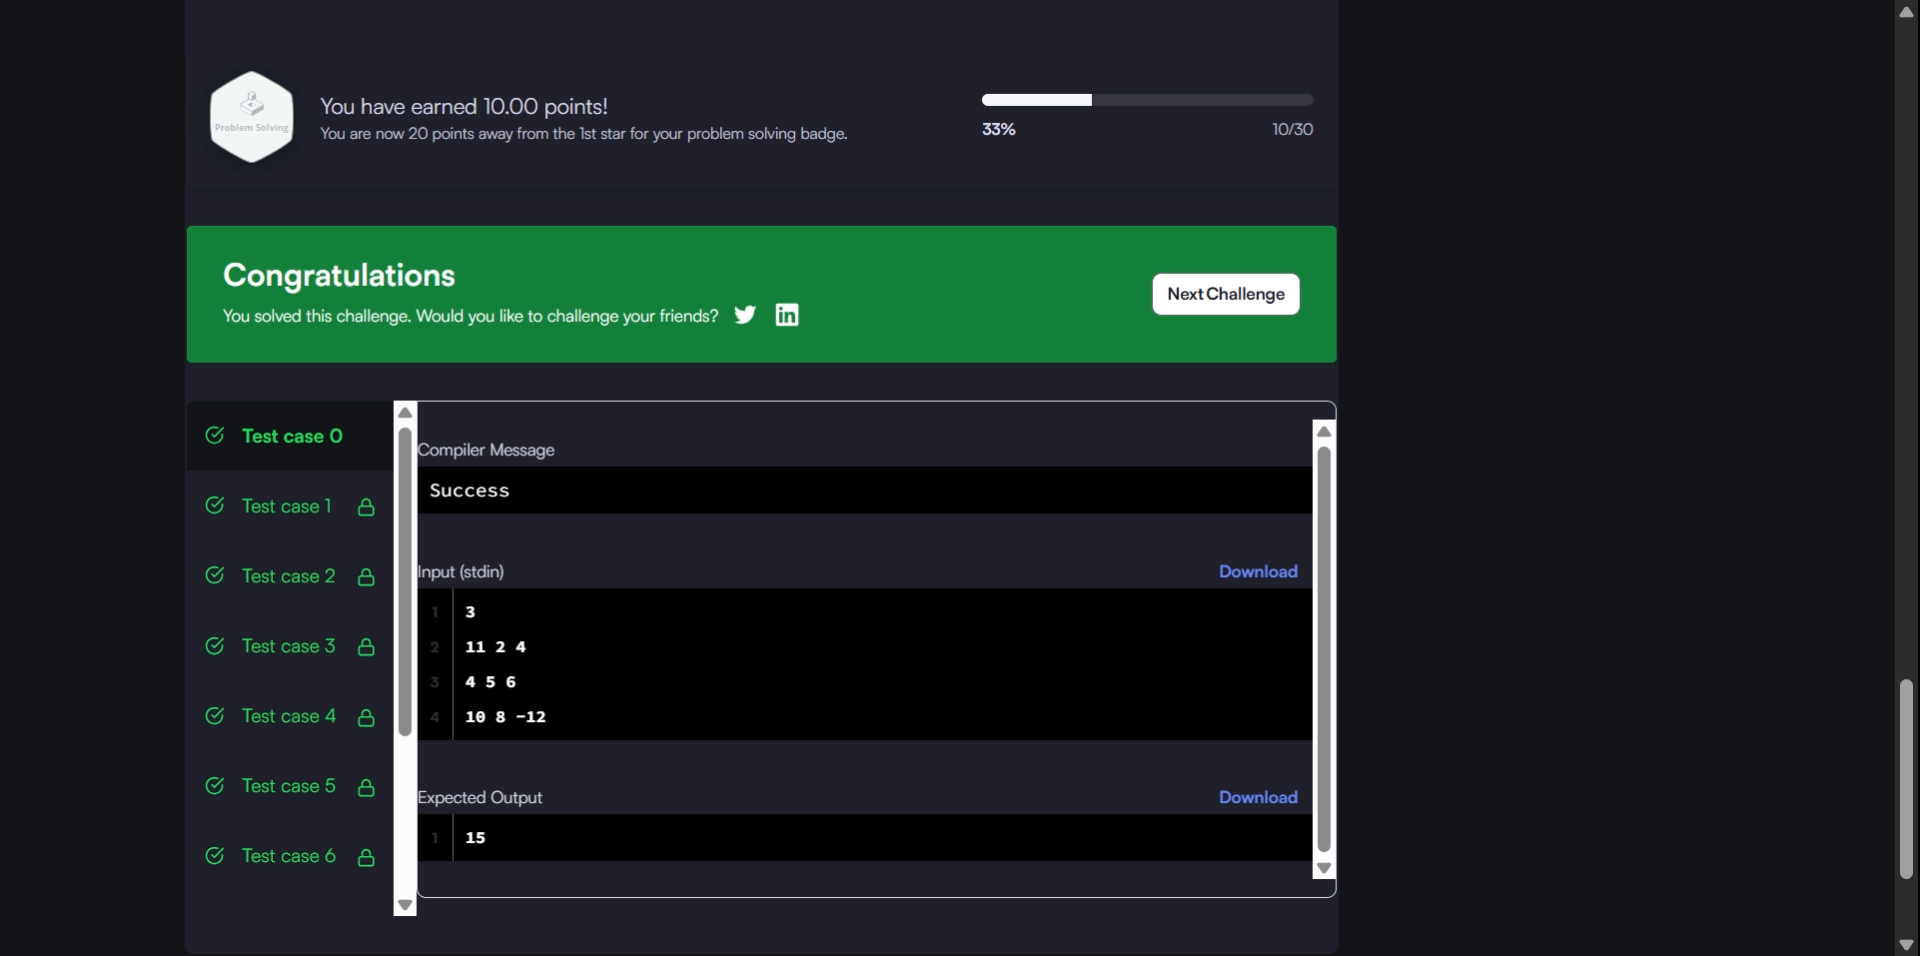 Problem Solving
You have earned 10.00 points!
You are now 20 points away from the 1st star for your problem solving badge.
33%
10/30
Congratulations
You solved this challenge. Would you like to challenge your friends?
Next Challenge
Test case 0
Test case 1
Test case 2
Test case 3
Test case 4
Test case 5
Test case 6
Compiler Message
Success
Input (stdin)
Download
1 3
2 11 2 4
3 4 5 6
4 10 8 -12
Expected Output
Download
1 15